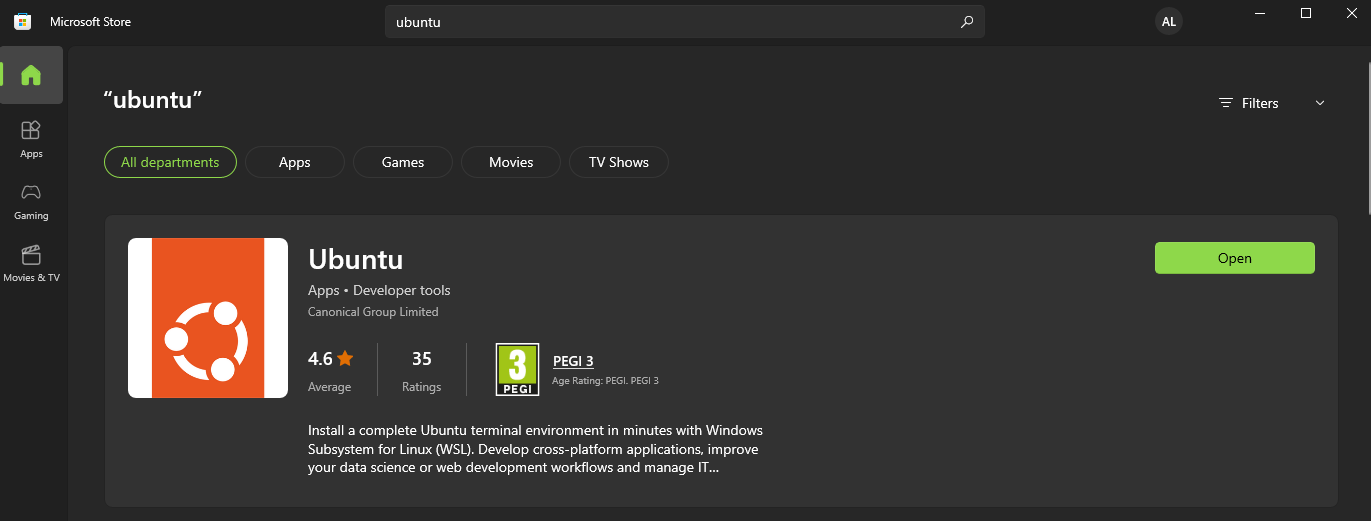 Microsoft Store
ubuntu
AL
“ubuntu”
Filters
All departments
Apps
Games
Movies
TV Shows
Apps
Gaming
Movies & TV
Ubuntu
Open
Apps • Developer tools
Canonical Group Limited
4.6
Average
35
Ratings
3
PEGI
PEGI 3
Age Rating: PEGI. PEGI 3
Install a complete Ubuntu terminal environment in minutes with Windows
Subsystem for Linux (WSL). Develop cross-platform applications, improve
your data science or web development workflows and manage IT...